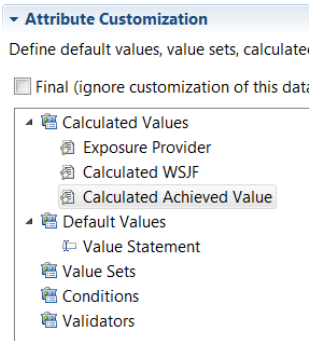 Attribute Customization
Define default values, value sets, calculated
Final (ignore customization of this data
Calculated Values
Exposure Provider
Calculated WSJF
Calculated Achieved Value
Default Values
Value Statement
Value Sets
Conditions
Validators